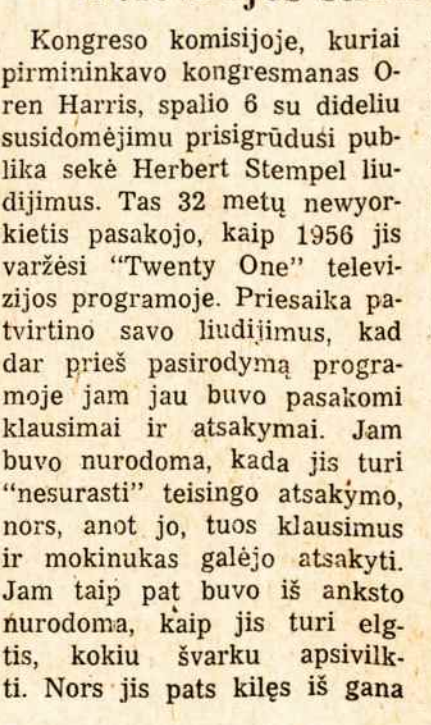 Kongreso komisijoje, kuriai
pirmininkavo kongresmanas O-
ren Harris, spalio 6 su dideliu
susidomėjimu prisigrūdusi pub-
lika sekė Herbert Stempel liu-
dijimus. Tas 32 metų newyor-
kietis pasakojo, kaip 1956 jis
varžėsi “Twenty One” televi-
zijos programoje. Priesaika pa-
tvirtino savo liudijimus, kad
dar prieš pasirodymą progra-
moje jam jau buvo pasakomi
klausimai ir atsakymai. Jam
buvo nurodoma, kada jis turi
“nesurasti” teisingo atsakymo,
nors, anot jo, tuos klausimus
ir mokinukas galėjo atsakyti.
Jam taip pat buvo iš anksto
nurodoma, kaip jis turi elg-
tis, kokiu švarku apsivilk-
ti. Nors jis pats kilęs iš gana